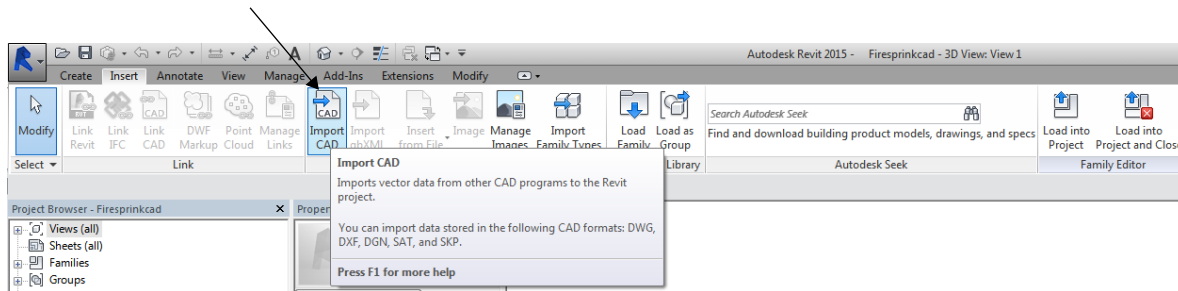 Autodesk Revit 2015 - Firesprinkcad - 3D View: View 1
Create Insert Annotate View Manage Add-Ins Extensions Modify
Modify
Link Revit
Link IFC
Link CAD
DWF Markup
Point Cloud
Manage Links
Import CAD
Import gbXML
Insert from File
Image
Manage Images
Import Family Types
Load Family
Load as Group
Search Autodesk Seek
Find and download building product models, drawings, and specs
Load into Project
Load into Project and Close
Select Link Library Autodesk Seek Family Editor
Import CAD
Imports vector data from other CAD programs to the Revit
project.
You can import data stored in the following CAD formats: DWG,
DXF, DGN, SAT, and SKP.
Press F1 for more help
Project Browser - Firesprinkcad
Proper
Views (all)
Sheets (all)
Families
Groups